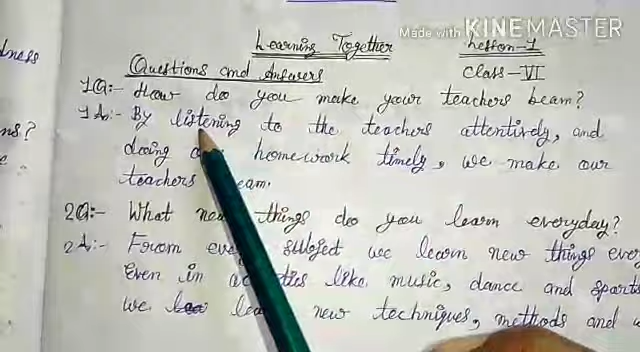 Made with KINEMASTER
Learning Together Lesson-1
Questions and Answers Class-VI
1Q:- How do you make your teachers beam?
1A:- By listening to the teachers attentively, and
doing homework timely, we make our
teachers
2Q:- What things do you learn everyday?
2A:- From subject we learn new things
Even in like music, dance and sports
we new techniques, methods and